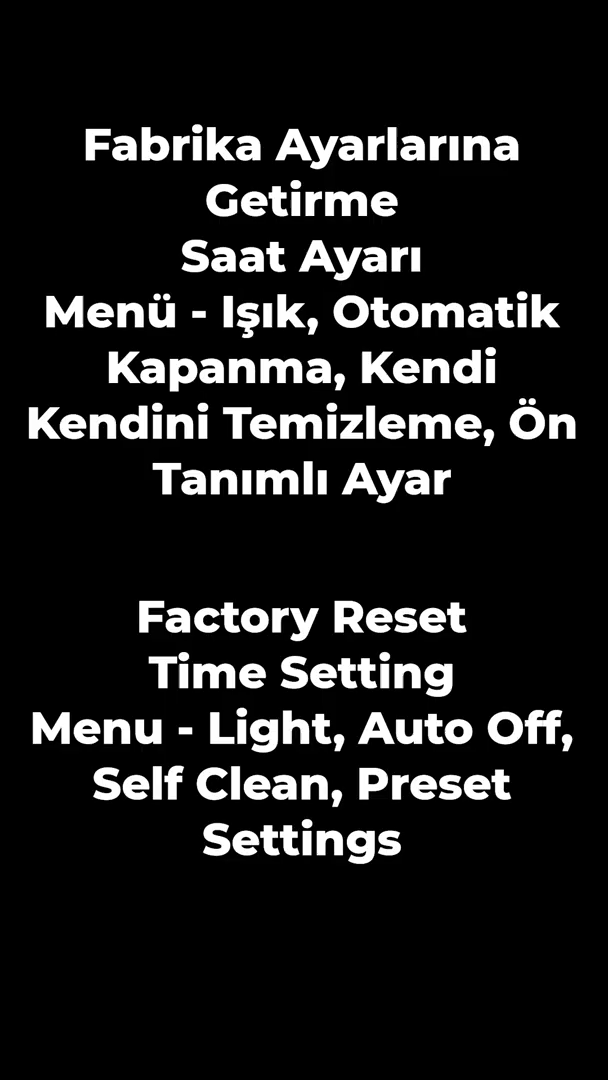 Fabrika Ayarlarına
Getirme
Saat Ayarı
Menü - Işık, Otomatik
Kapanma, Kendi
Kendini Temizleme, Ön
Tanımlı Ayar
Factory Reset
Time Setting
Menu - Light, Auto Off,
Self Clean, Preset
Settings